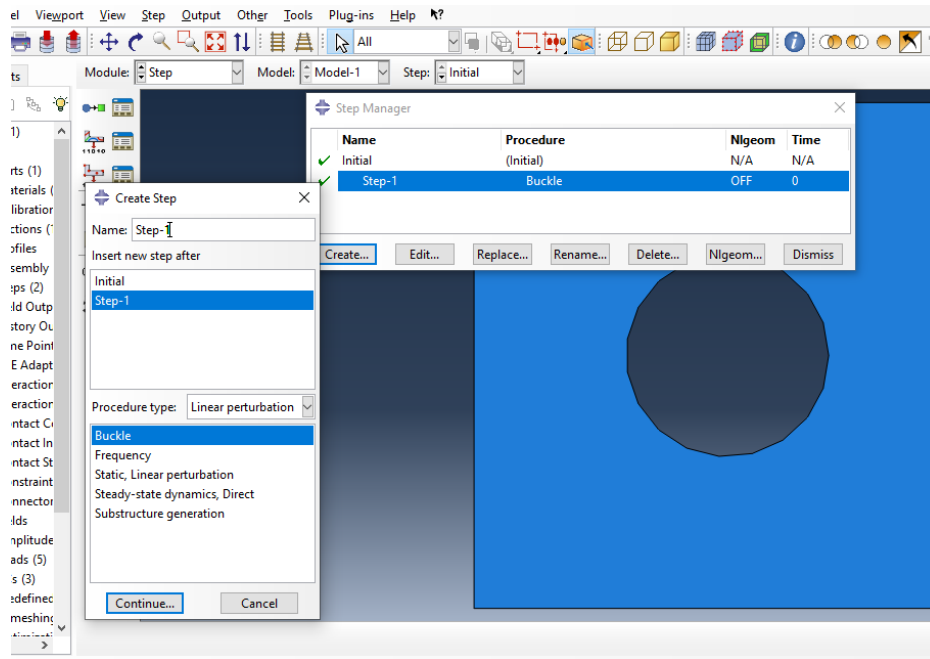 el Viewport View Step Output Other Tools Plug-ins Help
All
Module: Step Model: Model-1 Step: Initial
ts
Step Manager
Name Procedure Nlgeom Time
Initial (Initial) N/A N/A
Step-1 Buckle OFF 0
Create... Edit... Replace... Rename... Delete... Nlgeom... Dismiss
Create Step
Name: Step-1
Insert new step after
Initial
Step-1
Procedure type: Linear perturbation
Buckle
Frequency
Static, Linear perturbation
Steady-state dynamics, Direct
Substructure generation
Continue... Cancel
1)
rts (1)
aterials (
libration
ctions (
ofiles
sembly
eps (2)
ld Outp
story Ou
ne Point
E Adapt
eraction
eraction
ntact Co
ntact In
ntact St
nstraint
nnector
lds
nplitude
ads (5)
s (3)
edefined
meshing